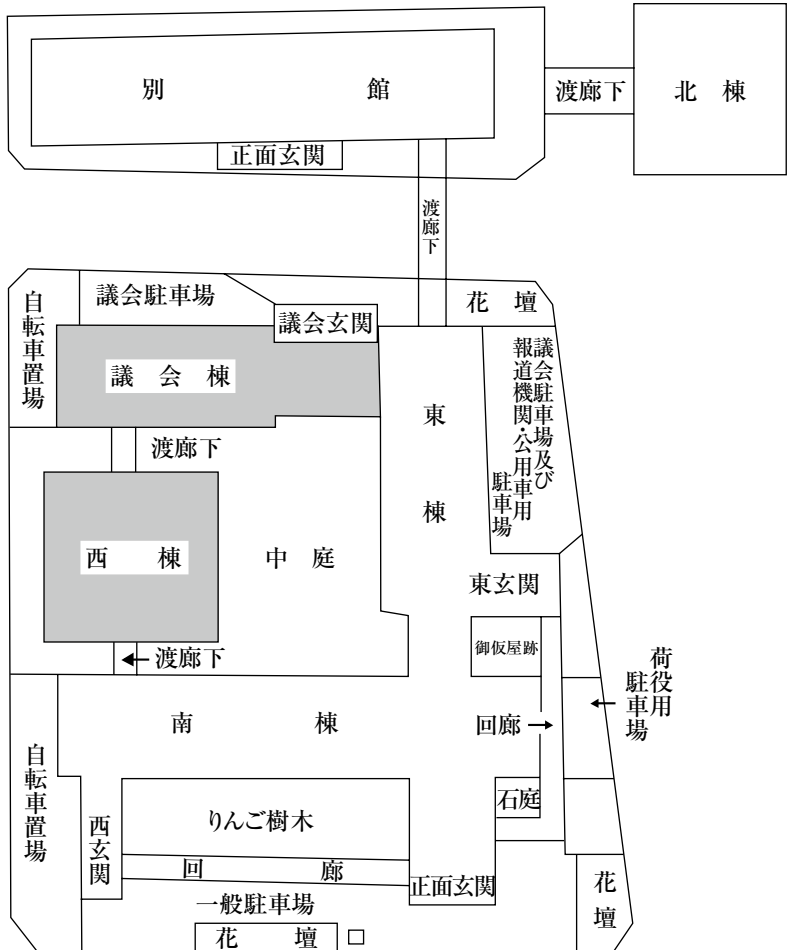 別　館
渡廊下
北　棟
正面玄関
渡廊下
自転車置場
議会駐車場
議会玄関
花　壇
議　会　棟
東　棟
議会駐車場及び
報道機関・公用車用
駐車場
渡廊下
西　棟
中　庭
東玄関
御仮屋跡
渡廊下
荷役用
駐車場
南　棟
回廊
自転車置場
石庭
りんご樹木
西玄関
回　廊
正面玄関
花壇
一般駐車場
花　壇